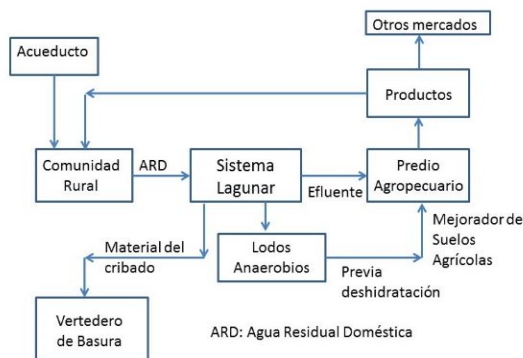 Otros mercados
Acueducto
Productos
Comunidad
Rural
ARD
Sistema
Lagunar
Efluente
Predio
Agropecuario
Material del
cribado
Lodos
Anaerobios
Previa
deshidratación
Mejorador de
Suelos
Agrícolas
Vertedero
de Basura
ARD: Agua Residual Doméstica